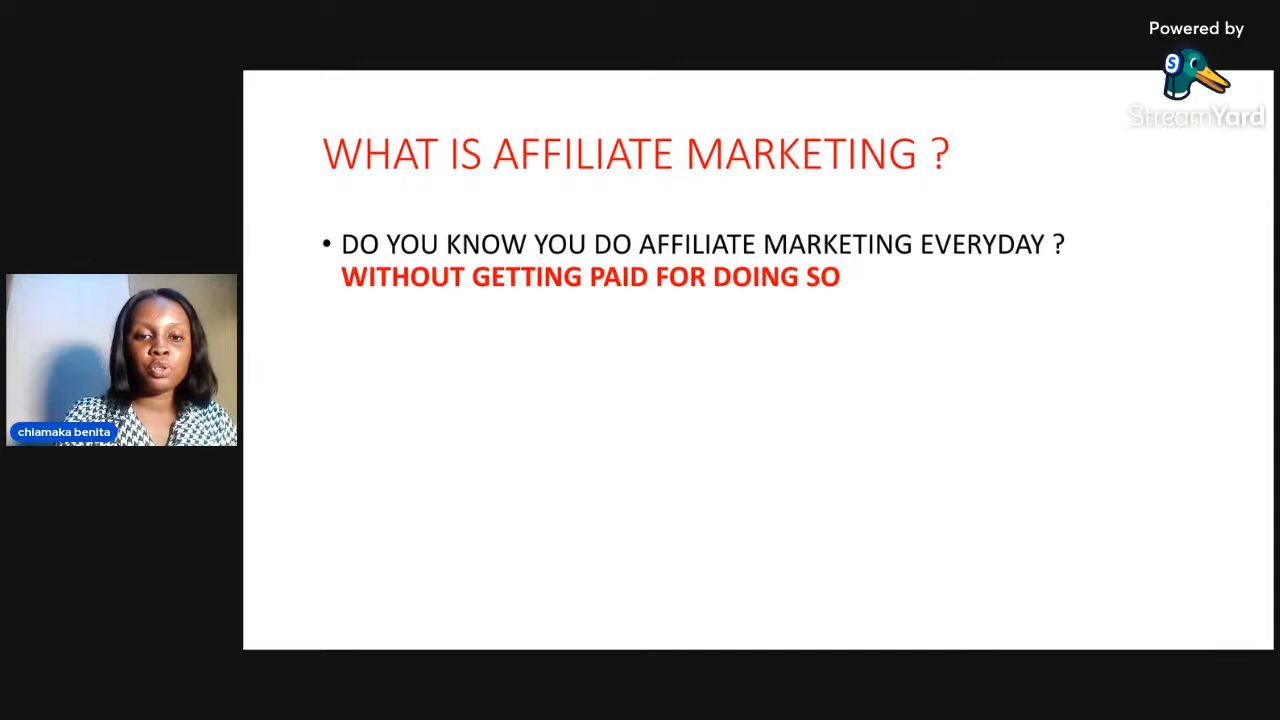 Powered by
StreamYard
WHAT IS AFFILIATE MARKETING ?
• DO YOU KNOW YOU DO AFFILIATE MARKETING EVERYDAY ?
WITHOUT GETTING PAID FOR DOING SO
chiamaka benita